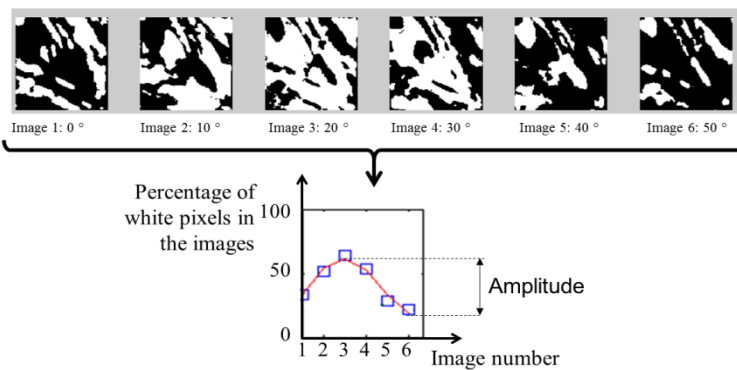 Image 1: 0 °
Image 2: 10 °
Image 3: 20 °
Image 4: 30 °
Image 5: 40 °
Image 6: 50 °
Percentage of
white pixels in
the images
100
50
0
Amplitude
1 2 3 4 5 6
Image number